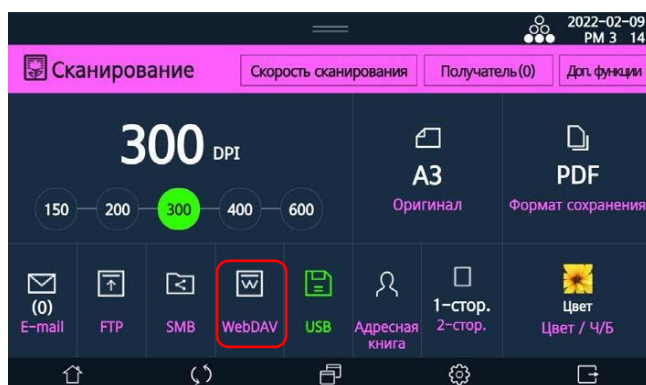 2022-02-09
PM 3 14
Сканирование
Скорость сканирования
Получатель(0)
Доп. функции
300 DPI
150
200
300
400
600
A3
Оригинал
PDF
Формат сохранения
(0)
E-mail
FTP
SMB
W
WebDAV
USB
Адресная
книга
1-стор.
2-стор.
Цвет
Цвет / Ч/Б